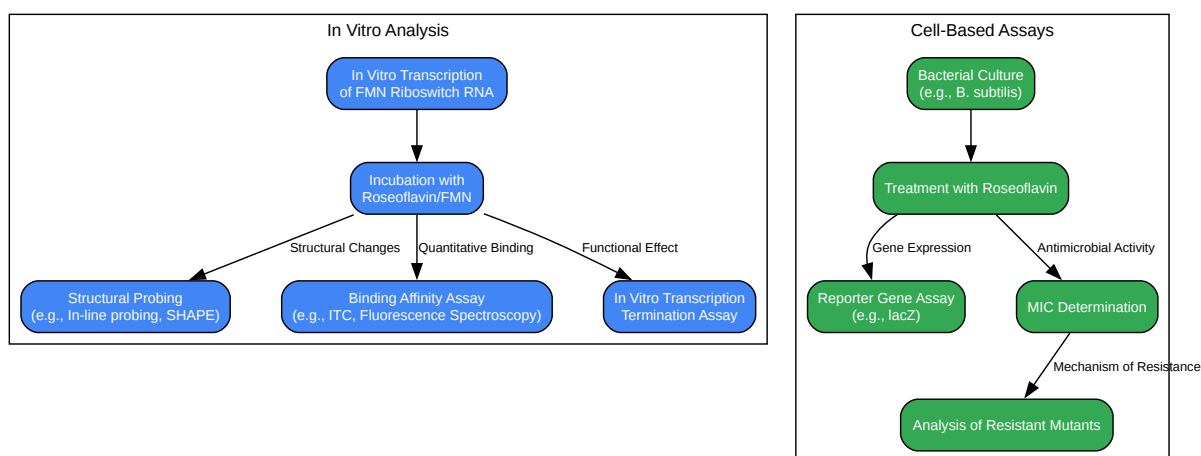 In Vitro Analysis
In Vitro Transcription
of FMN Riboswitch RNA
Incubation with
Roseoflavin/FMN
Structural Changes
Quantitative Binding
Functional Effect
Structural Probing
(e.g., In-line probing, SHAPE)
Binding Affinity Assay
(e.g., ITC, Fluorescence Spectroscopy)
In Vitro Transcription
Termination Assay
Cell-Based Assays
Bacterial Culture
(e.g., B. subtilis)
Treatment with Roseoflavin
Gene Expression
Antimicrobial Activity
Reporter Gene Assay
(e.g., lacZ)
MIC Determination
Mechanism of Resistance
Analysis of Resistant Mutants